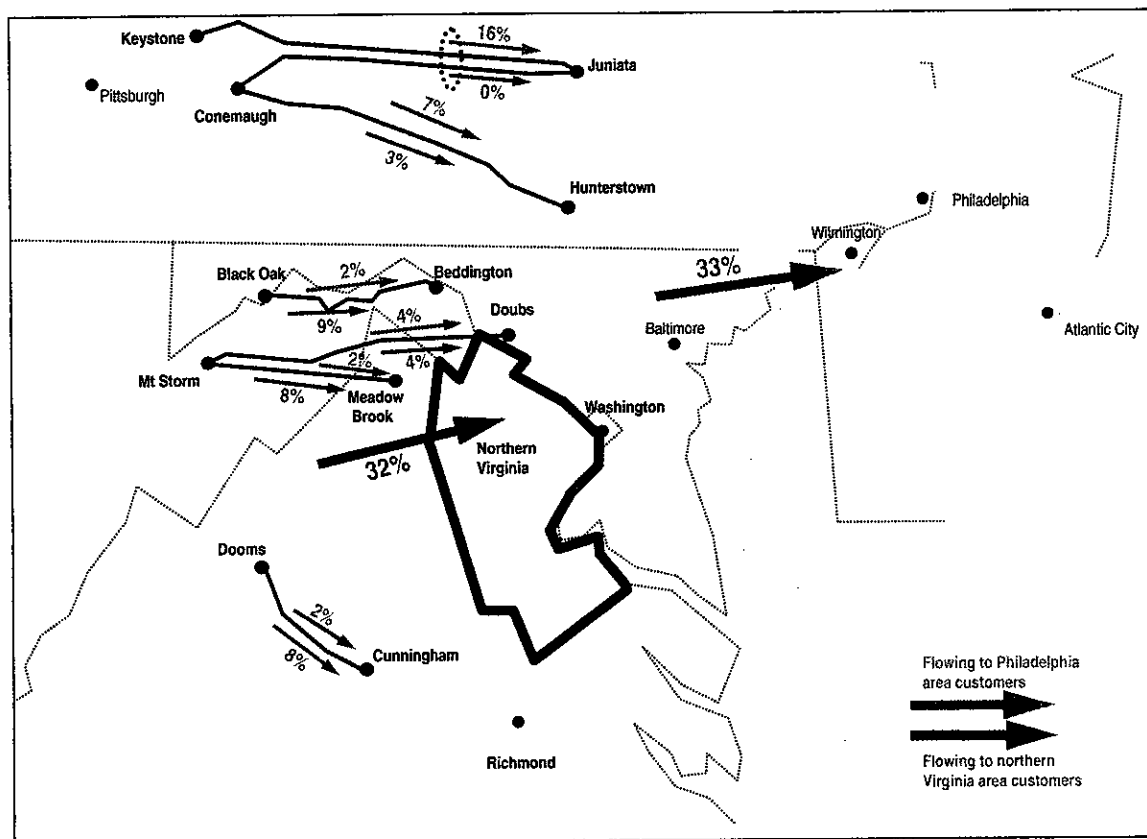 Keystone
16%
Juniata
Pittsburgh
0%
Conemaugh
7%
3%
Hunterstown
Philadelphia
Wilmington
33%
Black Oak
2%
Beddington
9%
4%
Doubs
Baltimore
Atlantic City
Mt Storm
2%
4%
8%
Meadow
Brook
Washington
32%
Northern
Virginia
Dooms
2%
8%
Cunningham
Richmond
Flowing to Philadelphia
area customers
Flowing to northern
Virginia area customers